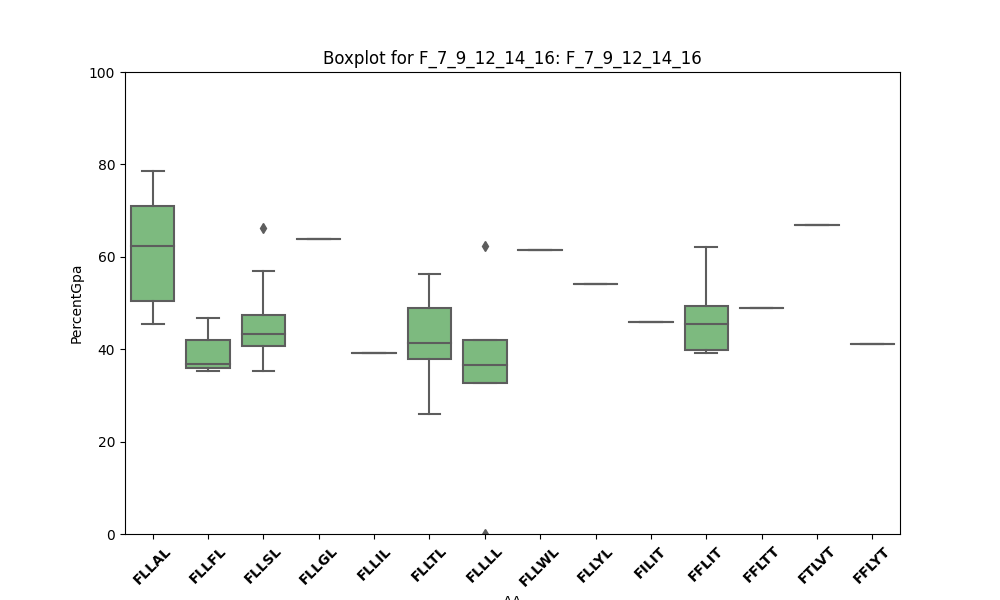 Boxplot for F_7_9_12_14_16: F_7_9_12_14_16
100
80
60
40
20
0
PercentGpa
FLLAL FLLFL FLLSL FLLGL FLLIL FLLTL FLLLL FLLWL FLLYL FILIT FFLIT FFLTT FTLVT FFLYT
AA